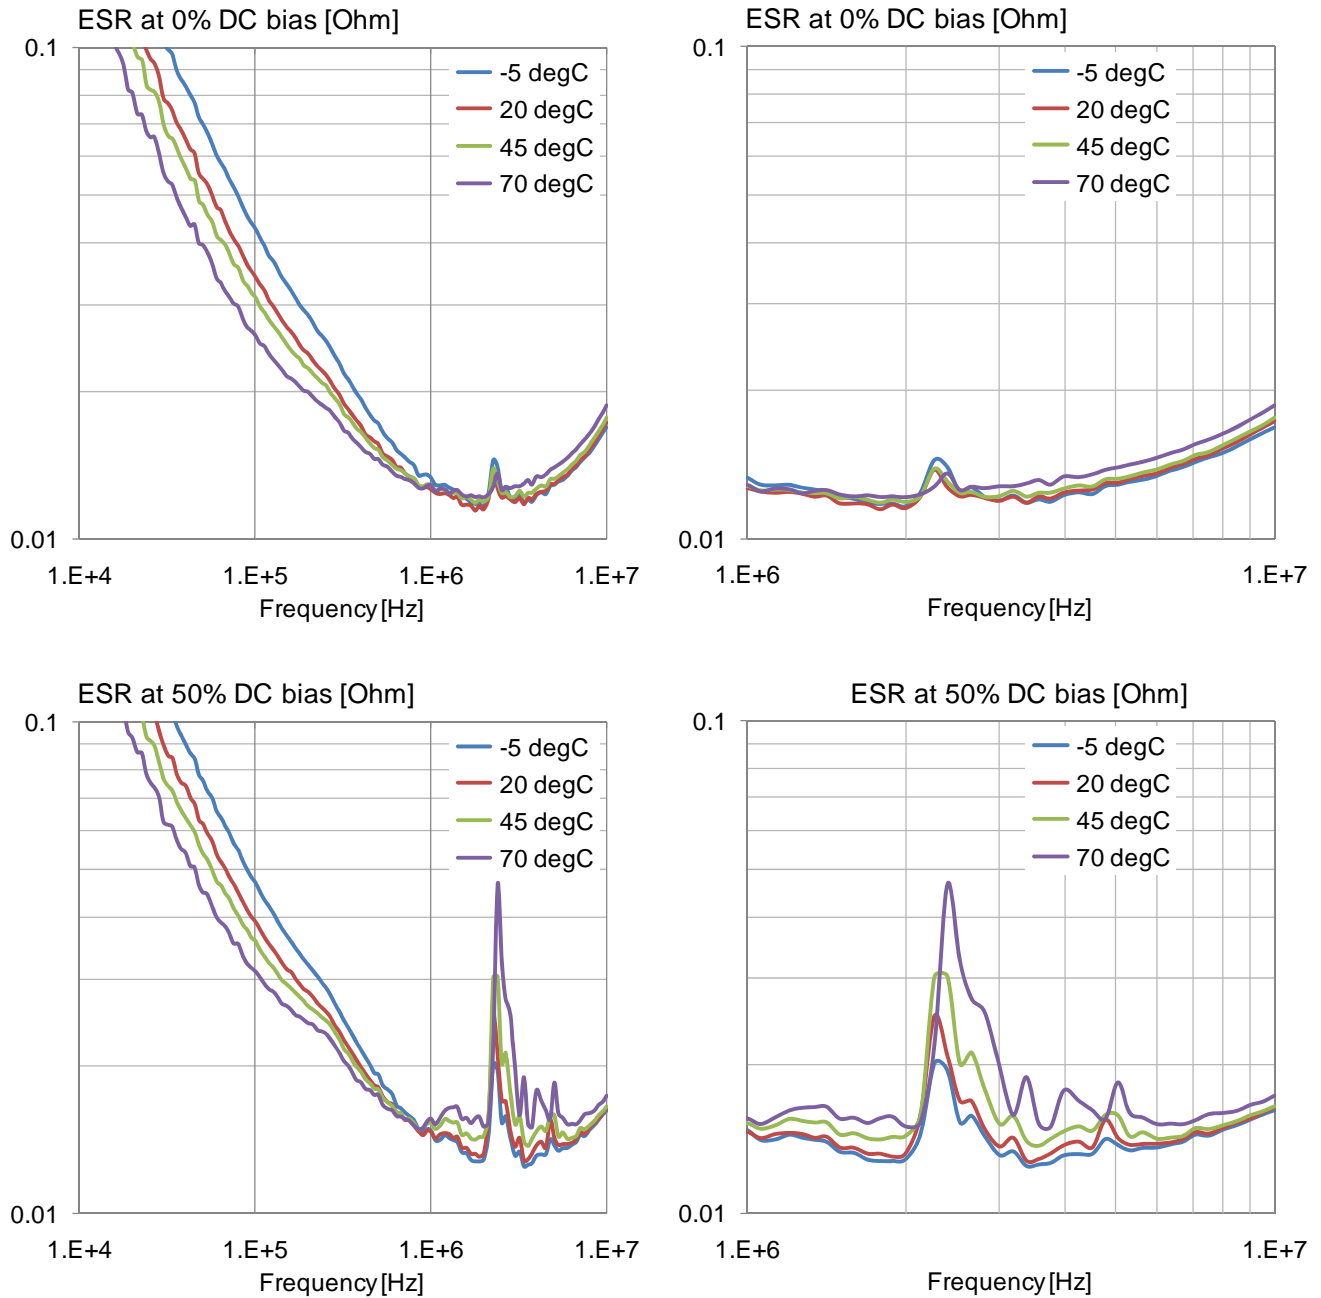 ESR at 0% DC bias [Ohm]
0.1
-5 degC
20 degC
45 degC
70 degC
0.01
1.E+4
1.E+5
1.E+6
1.E+7
Frequency [Hz]
ESR at 0% DC bias [Ohm]
0.1
-5 degC
20 degC
45 degC
70 degC
0.01
1.E+6
1.E+7
Frequency [Hz]
ESR at 50% DC bias [Ohm]
0.1
-5 degC
20 degC
45 degC
70 degC
0.01
1.E+4
1.E+5
1.E+6
1.E+7
Frequency [Hz]
ESR at 50% DC bias [Ohm]
0.1
-5 degC
20 degC
45 degC
70 degC
0.01
1.E+6
1.E+7
Frequency [Hz]